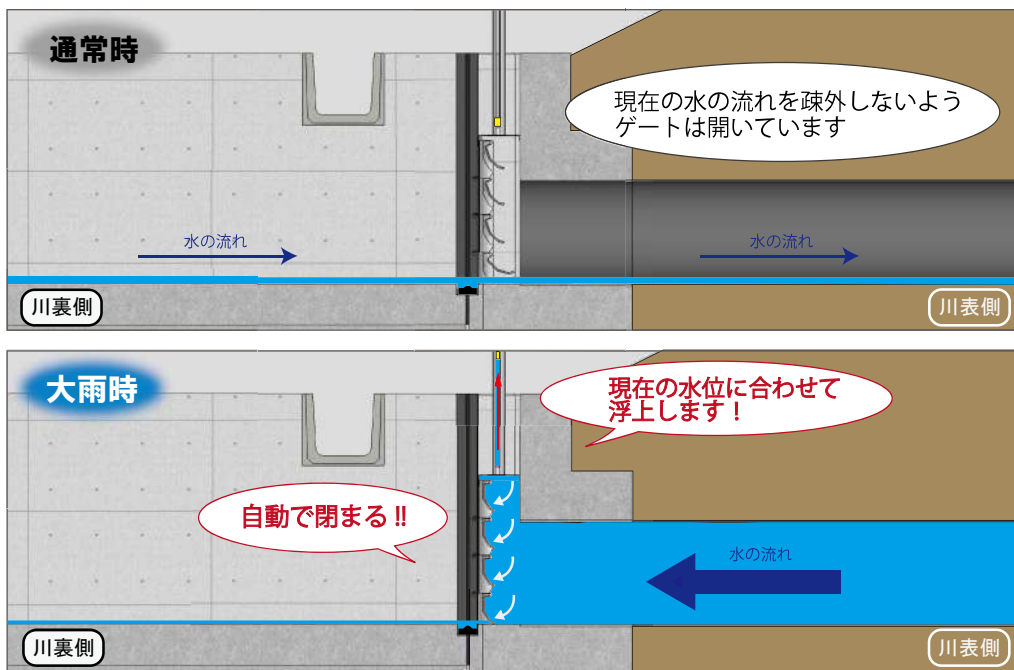 通常時
現在の水の流れを疎外しないよう
ゲートは開いています
水の流れ
水の流れ
川裏側
川表側
大雨時
現在の水位に合わせて
浮上します！
自動で閉まる!!
水の流れ
川裏側
川表側